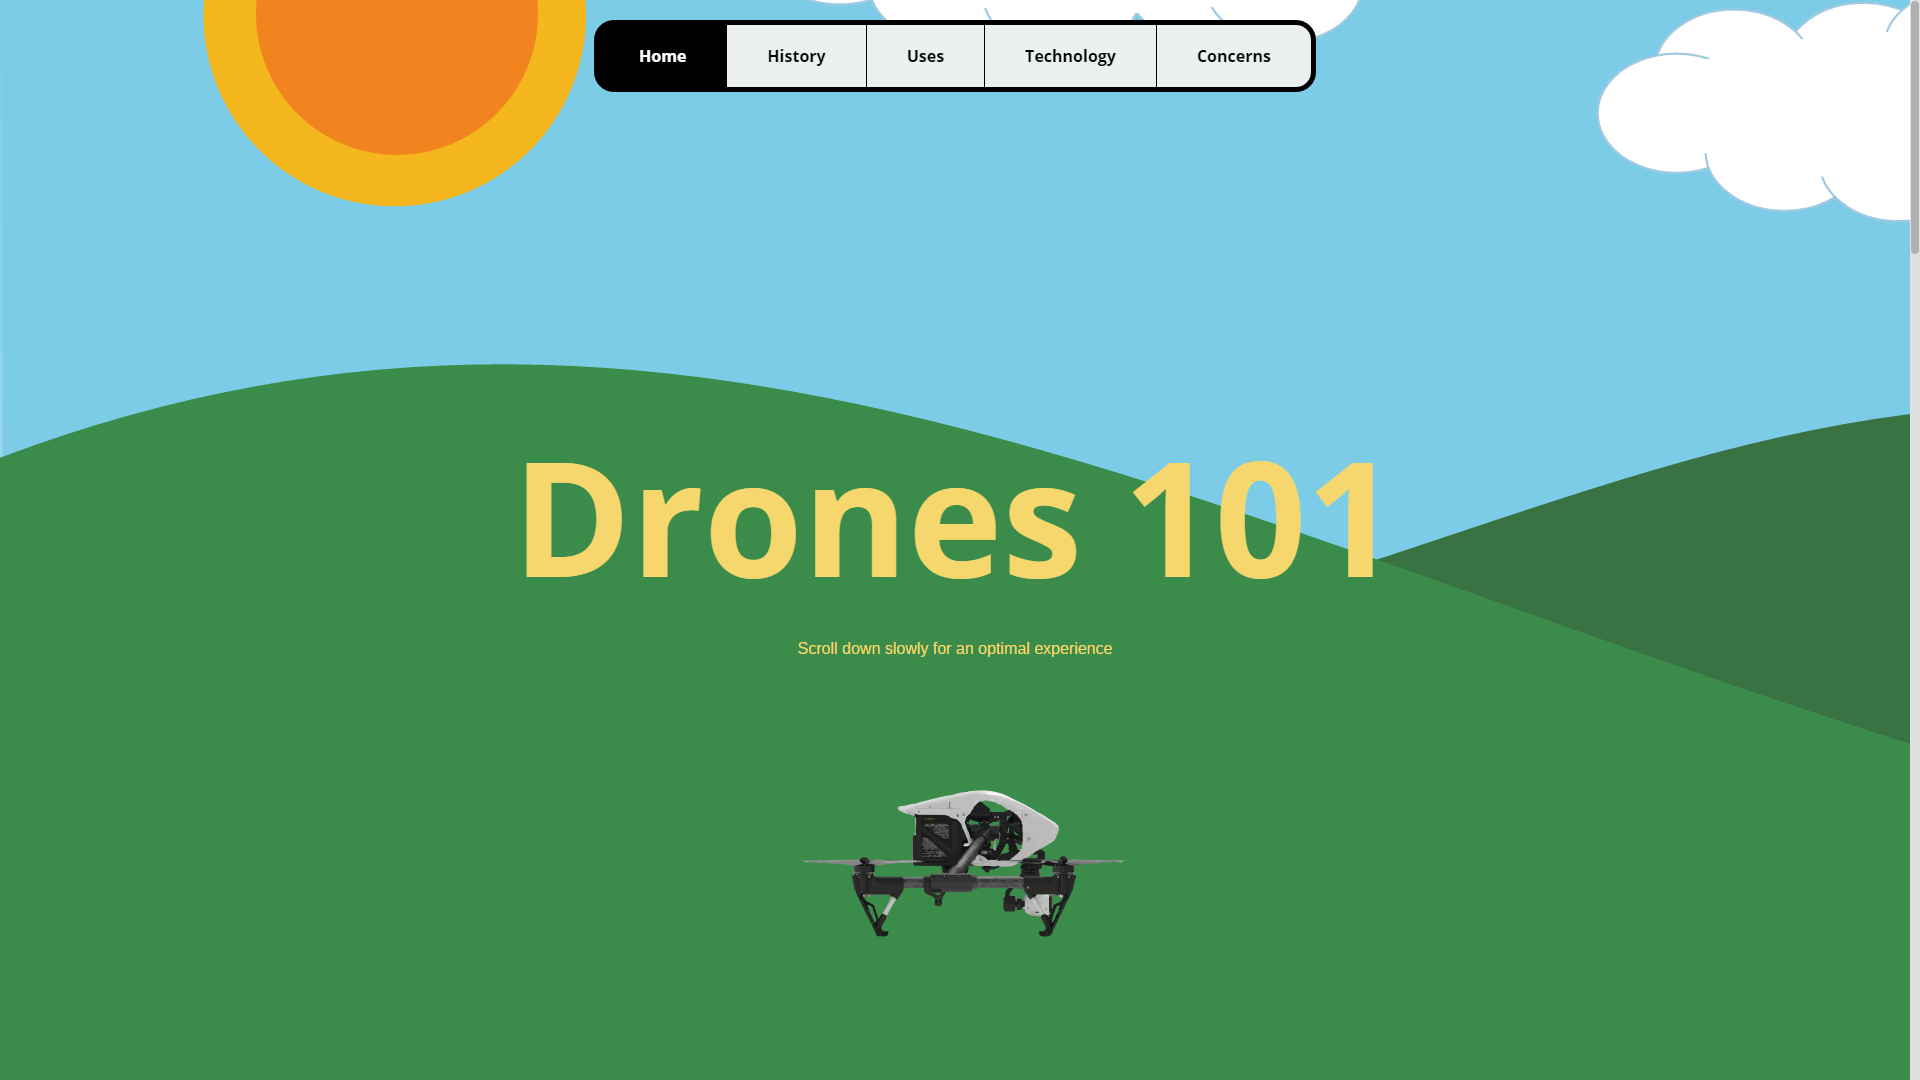 Home History Uses Technology Concerns
Drones 101
Scroll down slowly for an optimal experience